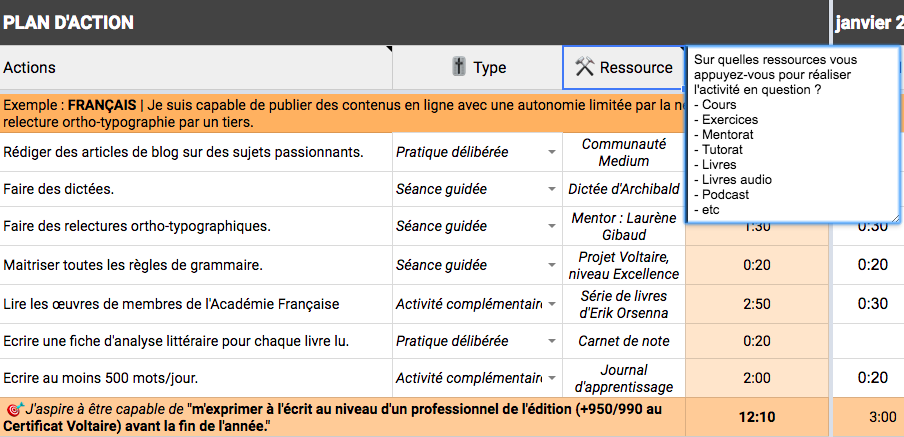 PLAN D'ACTION
janvier 2
Actions
Type
Ressource
Sur quelles ressources vous
appuyez-vous pour réaliser
l'activité en question ?
- Cours
- Exercices
- Mentorat
- Tutorat
- Livres
- Livres audio
- Podcast
- etc
Exemple : FRANÇAIS | Je suis capable de publier des contenus en ligne avec une autonomie limitée par la
relecture ortho-typographie par un tiers.
Rédiger des articles de blog sur des sujets passionnants.
Pratique délibérée
Communauté
Medium
Faire des dictées.
Séance guidée
Dictée d'Archibald
Faire des relectures ortho-typographiques.
Séance guidée
Mentor : Laurène
Gibaud
1:30
0:30
Maitriser toutes les règles de grammaire.
Séance guidée
Projet Voltaire,
niveau Excellence
0:20
0:20
Lire les œuvres de membres de l'Académie Française
Activité complémentair
Série de livres
d'Erik Orsenna
2:50
0:30
Ecrire une fiche d'analyse littéraire pour chaque livre lu.
Pratique délibérée
Carnet de note
0:20
Ecrire au moins 500 mots/jour.
Activité complémentair
Journal
d'apprentissage
2:00
0:20
J'aspire à être capable de "m'exprimer à l'écrit au niveau d'un professionnel de l'édition (+950/990 au
Certificat Voltaire) avant la fin de l'année."
12:10
3:00